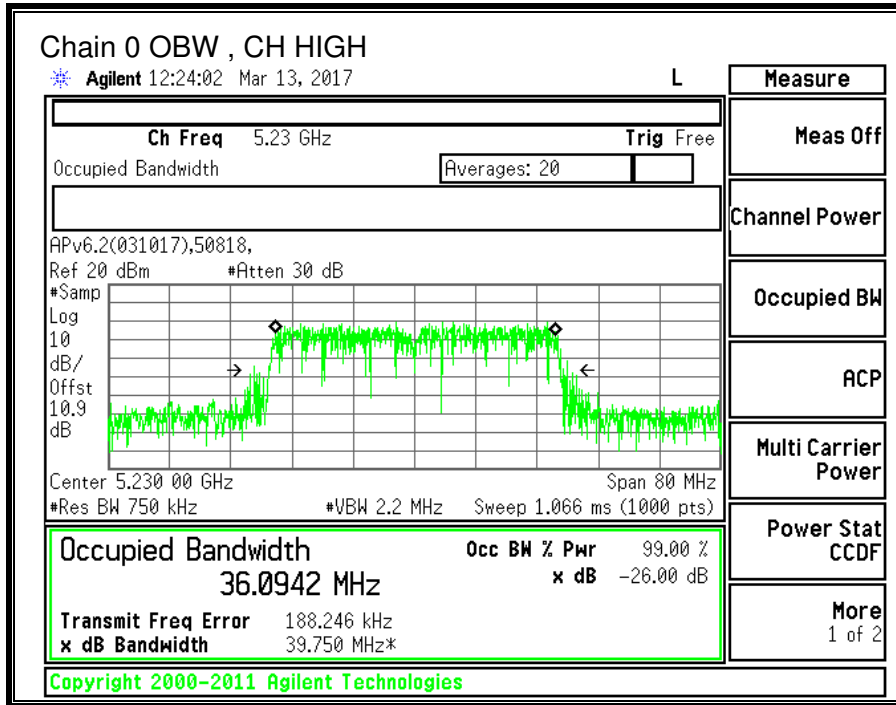 Chain 0 OBW , CH HIGH
Agilent 12:24:02 Mar 13, 2017 L
Measure
Ch Freq 5.23 GHz Trig Free
Meas Off
Occupied Bandwidth Averages: 20
Channel Power
APv6.2(031017),50818,
Ref 20 dBm #Atten 30 dB
#Samp
Log
10
dB/
Offst
10.9
dB
Occupied BW
ACP
Center 5.230 00 GHz Span 80 MHz
#Res BW 750 kHz #VBW 2.2 MHz Sweep 1.066 ms (1000 pts)
Multi Carrier
Power
Occupied Bandwidth Occ BW % Pwr 99.00 %
36.0942 MHz x dB -26.00 dB
Transmit Freq Error 188.246 kHz
x dB Bandwidth 39.750 MHz*
Power Stat
CCDF
More
1 of 2
Copyright 2000-2011 Agilent Technologies